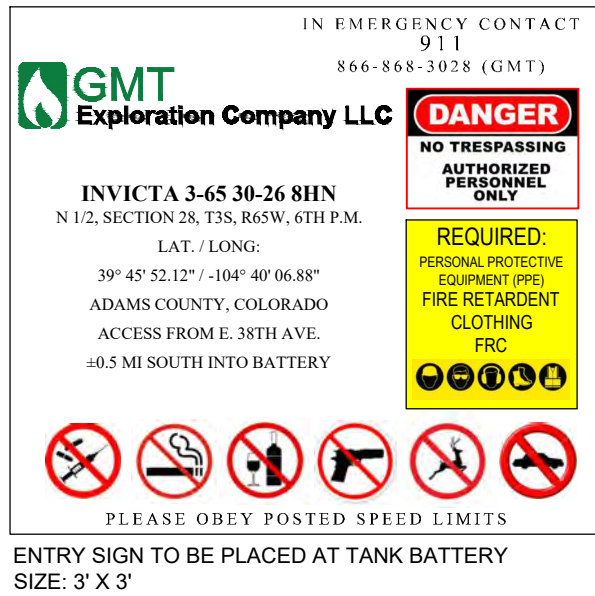 IN EMERGENCY CONTACT
911
866-868-3028 (GMT)
GMT
Exploration Company LLC
DANGER
NO TRESPASSING
AUTHORIZED
PERSONNEL
ONLY
INVICTA 3-65 30-26 8HN
N 1/2, SECTION 28, T3S, R65W, 6TH P.M.
LAT. / LONG:
39° 45' 52.12" / -104° 40' 06.88"
ADAMS COUNTY, COLORADO
ACCESS FROM E. 38TH AVE.
±0.5 MI SOUTH INTO BATTERY
REQUIRED:
PERSONAL PROTECTIVE
EQUIPMENT (PPE)
FIRE RETARDENT
CLOTHING
FRC
PLEASE OBEY POSTED SPEED LIMITS
ENTRY SIGN TO BE PLACED AT TANK BATTERY
SIZE: 3' X 3'